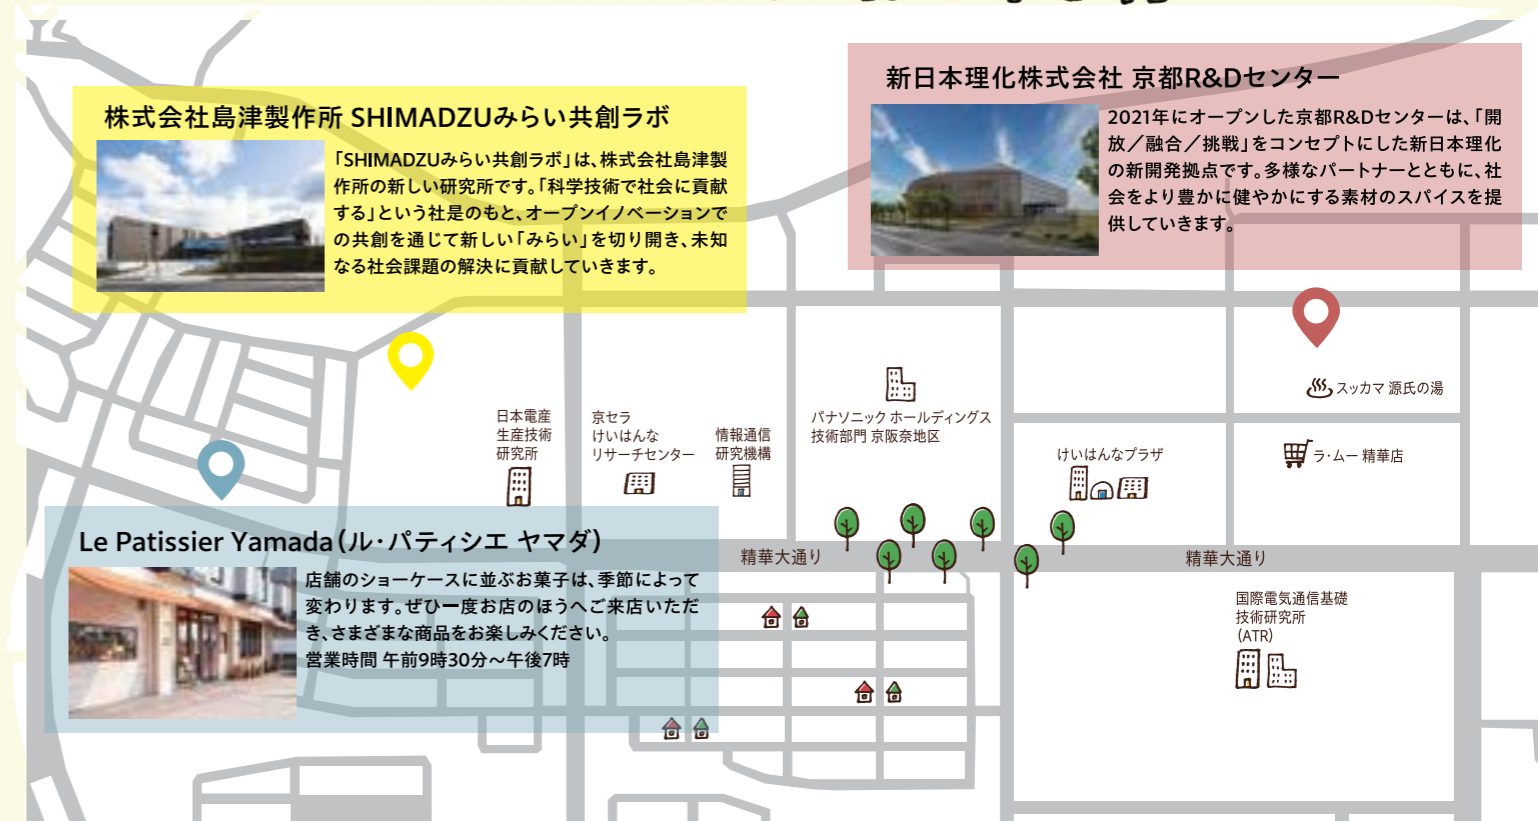 株式会社島津製作所 SHIMADZUみらい共創ラボ
「SHIMADZUみらい共創ラボ」は、株式会社島津製
作所の新しい研究所です。「科学技術で社会に貢献
する」という社是のもと、オープンイノベーションで
の共創を通じて新しい「みらい」を切り開き、未知
なる社会課題の解決に貢献していきます。
新日本理化株式会社 京都R&Dセンター
2021年にオープンした京都R&Dセンターは、「開
放／融合／挑戦」をコンセプトにした新日本理化
の新開発拠点です。多様なパートナーとともに、社
会をより豊かに健やかにする素材のスパイスを提
供していきます。
スッカマ 源氏の湯
日本電産
生産技術
研究所
京セラ
けいはんな
リサーチセンター
情報通信
研究機構
パナソニック ホールディングス
技術部門 京阪奈地区
けいはんなプラザ
ラ・ムー 精華店
Le Patissier Yamada（ル・パティシエ ヤマダ）
店舗のショーケースに並ぶお菓子は、季節によって
変わります。ぜひ一度お店のほうへご来店いただ
き、さまざまな商品をお楽しみください。
営業時間 午前9時30分～午後7時
精華大通り
精華大通り
国際電気通信基礎
技術研究所
（ATR）